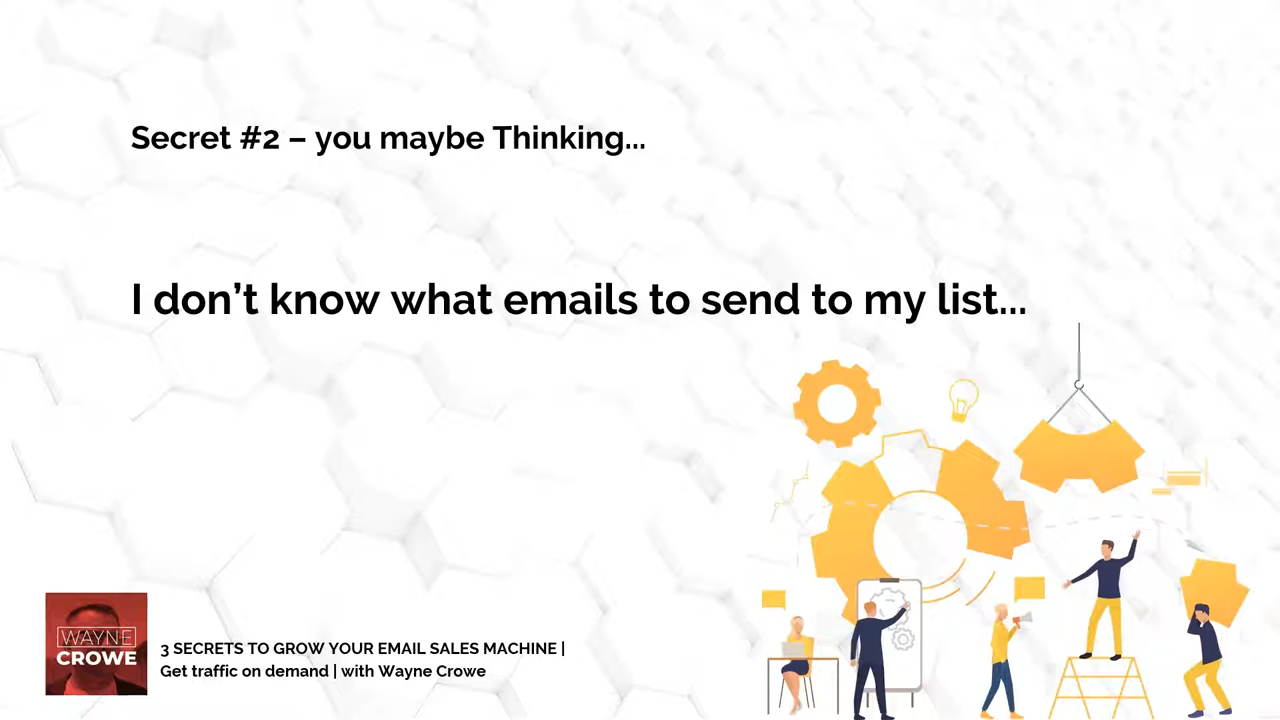 Secret #2 – you maybe Thinking...
I don’t know what emails to send to my list...
WAYNE
CROWE
3 SECRETS TO GROW YOUR EMAIL SALES MACHINE |
Get traffic on demand | with Wayne Crowe